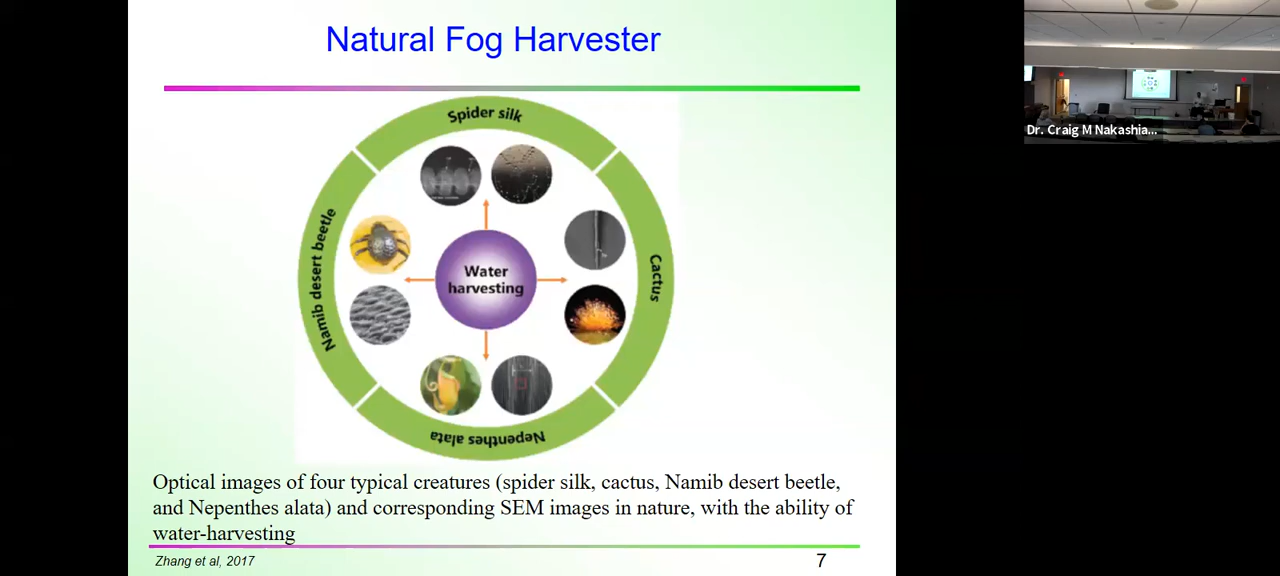 Natural Fog Harvester
Spider silk
Cactus
Namib desert beetle
Water
harvesting
Nepenthes alata
Optical images of four typical creatures (spider silk, cactus, Namib desert beetle,
and Nepenthes alata) and corresponding SEM images in nature, with the ability of
water-harvesting
Zhang et al, 2017
7
Dr. Craig M Nakashia...